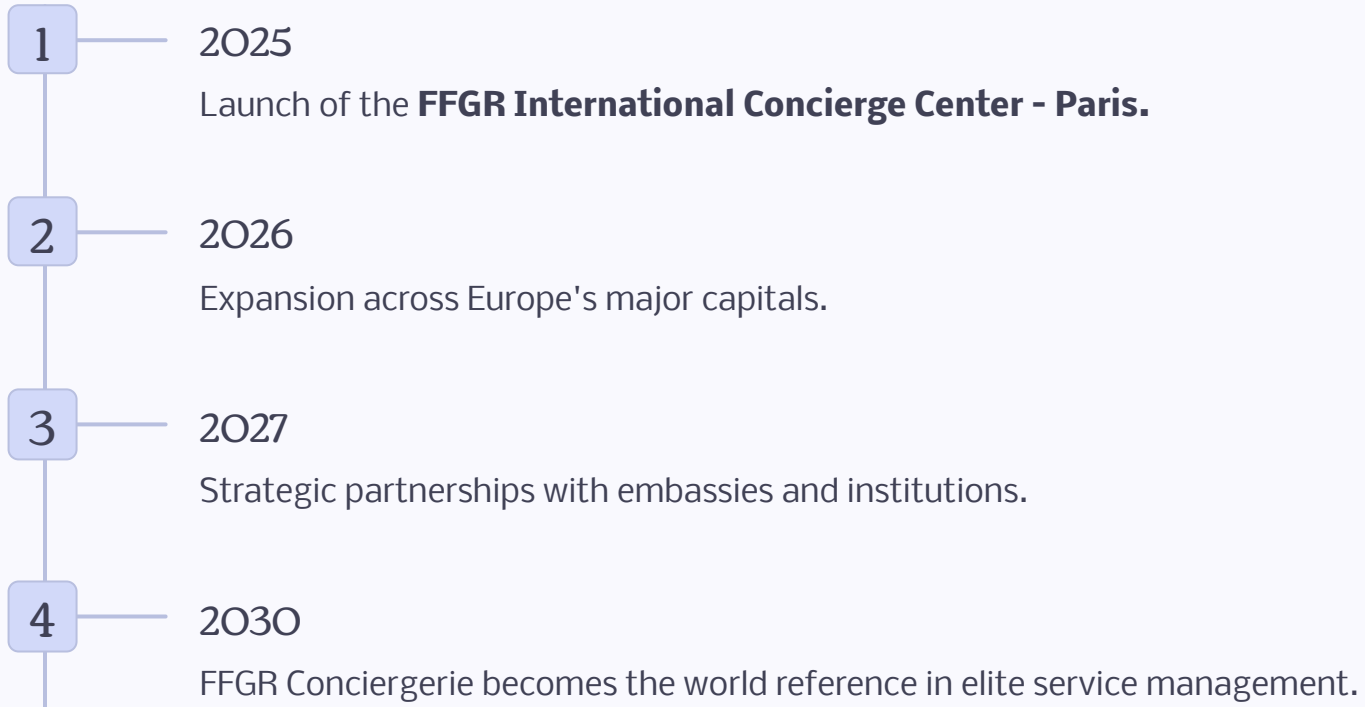 1
2025
Launch of the FFGR International Concierge Center - Paris.
2
2026
Expansion across Europe's major capitals.
3
2027
Strategic partnerships with embassies and institutions.
4
2030
FFGR Conciergerie becomes the world reference in elite service management.